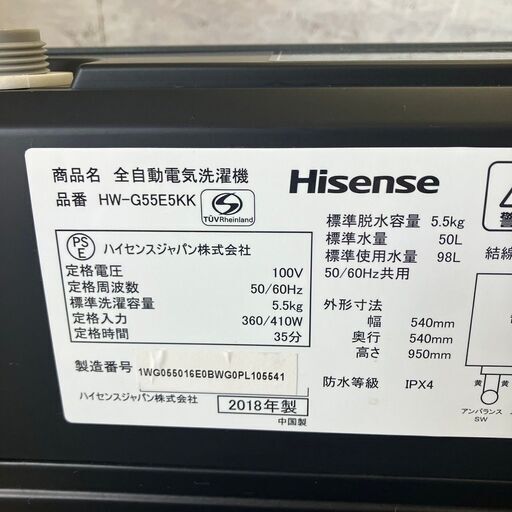 商品名 全自動電気洗濯機
品番 HW-G55E5KK
TÜVRheinland
PS
E
ハイセンスジャパン株式会社
定格電圧 100V
定格周波数 50/60Hz
標準洗濯容量 5.5kg
定格入力 360/410W
定格時間 35分
製造番号 1WG055016E0BWG0PL105541
ハイセンスジャパン株式会社 2018年製
中国製
Hisense
標準脱水容量 5.5kg
標準水量 50L
標準使用水量 98L
50/60Hz共用
外形寸法
幅 540mm
奥行 540mm
高さ 950mm
防水等級 IPX4
結線
黄 黄
アンバランス
SW